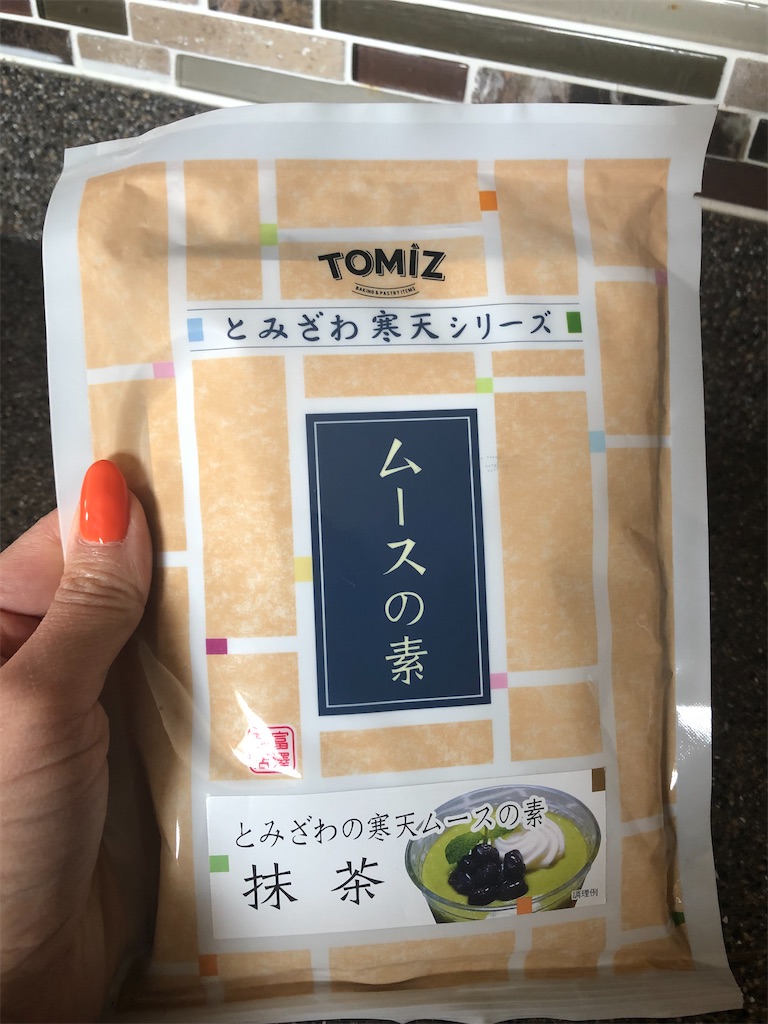 TOMIZ
BAKING & PASTRY ITEMS
とみざわ寒天シリーズ
ムースの素
とみざわの寒天ムースの素
抹茶
調理例